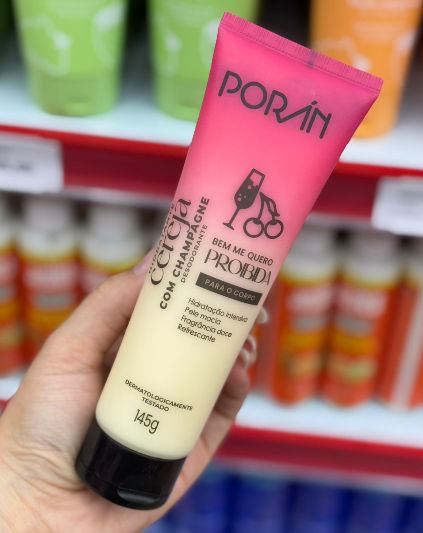 PORÁN
cereja
COM CHAMPAGNE
DESODORANTE
BEM ME QUERO
PROIBIDA
PARA O CORPO
Hidratação intensiva
Pele macia
Fragrância doce
Refrescante
DERMATOLOGICAMENTE
TESTADO
145g